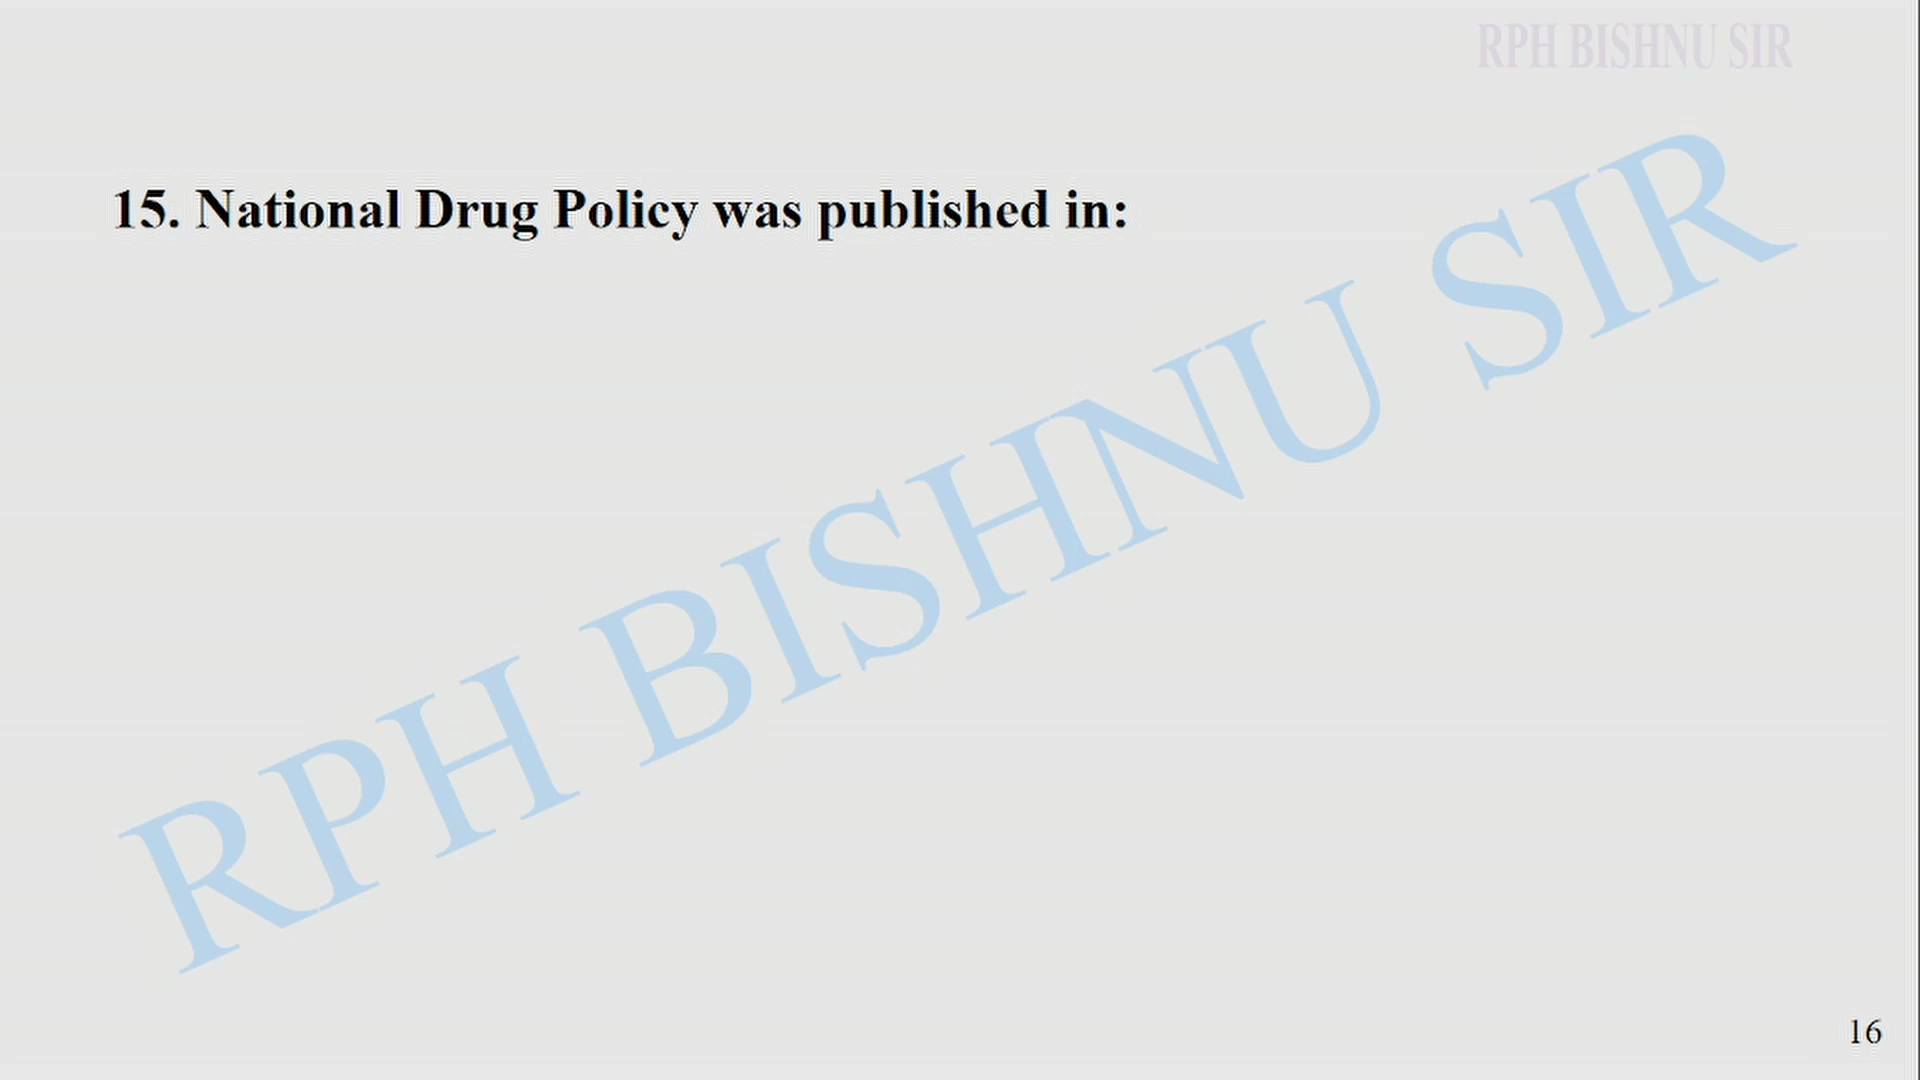 RPH BISHNU SIR
15. National Drug Policy was published in:
RPH BISHNU SIR
16